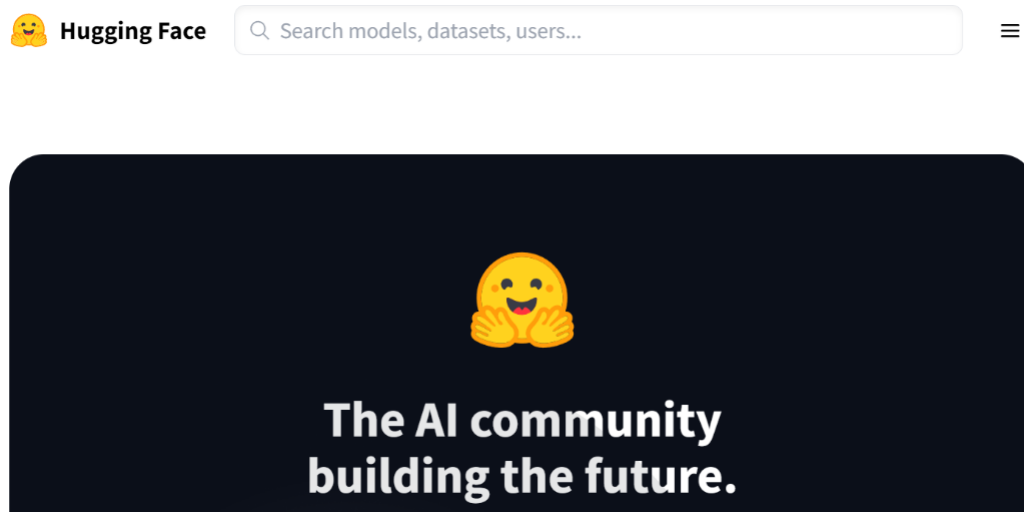 Hugging Face
Search models, datasets, users...
The AI community
building the future.